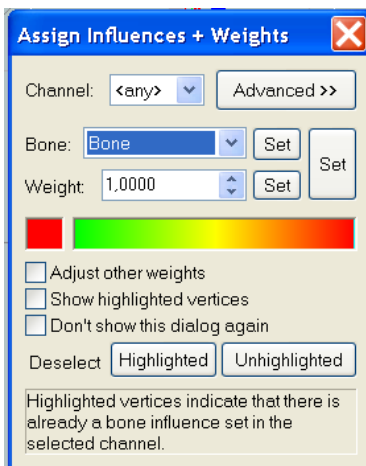 Assign Influences + Weights
Channel: <any> Advanced >>
Bone: Bone Set
Set
Weight: 1,0000 Set
Adjust other weights
Show highlighted vertices
Don't show this dialog again
Deselect Highlighted Unhighlighted
Highlighted vertices indicate that there is
already a bone influence set in the
selected channel.